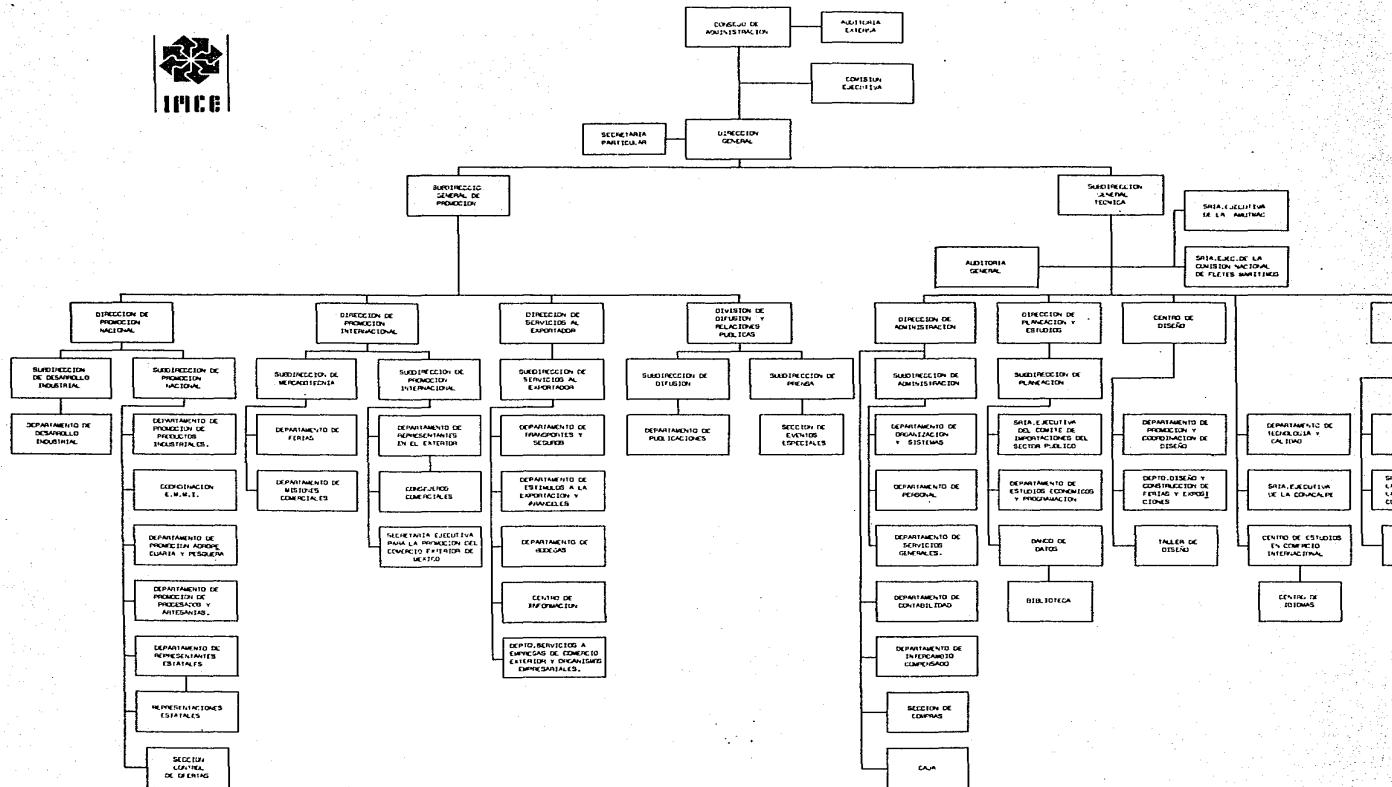 IMCE
CONSEJO DE
ADMINISTRACION
AUDITORIA
EXTERNA
COMISION
EJECUTIVA
SECRETARIA
PARTICULAR
DIRECCION
GENERAL
SUBDIRECCIO
GENERAL DE
PROMOCION
SUBDIRECCION
GENERAL
TECNICA
SRIA.EJECUTIVA
DE LA
AUDITORIA
GENERAL
SRIA.EJEC.DE LA
COMISION NACIONAL
DE FLETES MARITIMOS
DIRECCION DE
PROMOCION
NACIONAL
DIRECCION DE
PROMOCION
INTERNACIONAL
DIRECCION DE
SERVICIOS AL
EXPORTADOR
DIVISION DE
DIFUSION Y
RELACIONES
PUBLICAS
DIRECCION DE
ADMINISTRACION
DIRECCION DE
PLANEACION Y
ESTUDIOS
CENTRO DE
DISEÑO
SUBDIRECCION
DE DESARROLLO
INDUSTRIAL
SUBDIRECCION DE
PROMOCION
NACIONAL
SUBDIRECCION DE
MERCADOTECNIA
SUBDIRECCION DE
PROMOCION
INTERNACIONAL
SUBDIRECCION DE
SERVICIOS AL
EXPORTADOR
SUBDIRECCION DE
DIFUSION
SUBDIRECCION DE
PRENSA
SUBDIRECCION DE
ADMINISTRACION
SUBDIRECCION DE
PLANEACION
DEPARTAMENTO DE
DESARROLLO
INDUSTRIAL
DEPARTAMENTO DE
PROMOCION DE
PRODUCTOS
INDUSTRIALES.
DEPARTAMENTO DE
FERIAS
DEPARTAMENTO DE
REPRESENTANTES
EN EL EXTERIOR
DEPARTAMENTO DE
TRANSPORTES Y
SEGUROS
DEPARTAMENTO DE
PUBLICACIONES
SECCION DE
EVENTOS
ESPECIALES
DEPARTAMENTO DE
ORGANIZACION
Y SISTEMAS
SRIA.EJECUTIVA
DEL COMITE DE
IMPORTACIONES DEL
SECTOR PUBLICO
DEPARTAMENTO DE
PROMOCION Y
COORDINACION DE
DISEÑO
DEPARTAMENTO DE
TECNOLOGIA Y
CALIDAD
COORDINACION
E.M.M.I.
DEPARTAMENTO DE
MISIONES
COMERCIALES
CONSEJEROS
COMERCIALES
DEPARTAMENTO DE
ESTIMULOS A LA
EXPORTACION Y
ARANCELES
DEPARTAMENTO DE
PERSONAL
DEPARTAMENTO DE
ESTUDIOS ECONOMICOS
Y PROGRAMACION
DEPTO.DISEÑO Y
CONSTRUCCION DE
FERIAS Y EXPOSI
CIONES
SRIA.EJECUTIVA
DE LA CONACALPE
DEPARTAMENTO DE
PROMOCION AGROPE
CUARIA Y PESQUERA
SECRETARIA EJECUTIVA
PARA LA PROMOCION DEL
COMERCIO EXTERIOR DE
MEXICO
DEPARTAMENTO DE
BODEGAS
DEPARTAMENTO DE
SERVICIOS
GENERALES.
BANCO DE
DATOS
TALLER DE
DISEÑO
CENTRO DE ESTUDIOS
EN COMERCIO
INTERNACIONAL
DEPARTAMENTO DE
PROMOCION DE
PROCESADOS Y
ARTESANIAS.
CENTRO DE
INFORMACION
DEPARTAMENTO DE
CONTABILIDAD
BIBLIOTECA
CENTRO DE
IDIOMAS
DEPARTAMENTO DE
REPRESENTANTES
ESTATALES
DEPTO.SERVICIOS A
EMPRESAS DE COMERCIO
EXTERIOR Y ORGANISMOS
EMPRESARIALES.
DEPARTAMENTO DE
INTERCAMBIO
COMPENSADO
REPRESENTACIONES
ESTATALES
SECCION DE
COMPRAS
SECCION
CONTROL
DE OFERTAS
CAJA